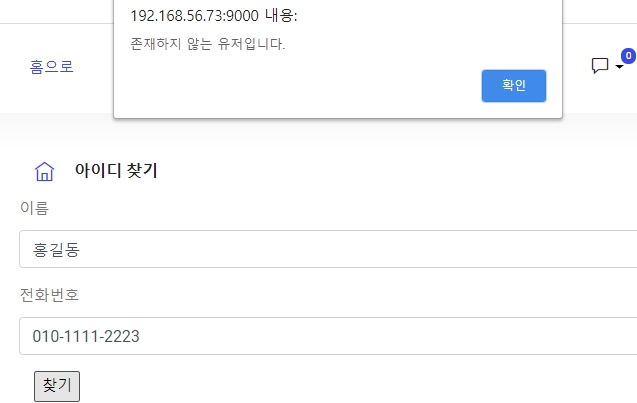 192.168.56.73:9000 내용:
존재하지 않는 유저입니다.
확인
홈으로
0
아이디 찾기
이름
홍길동
전화번호
010-1111-2223
찾기